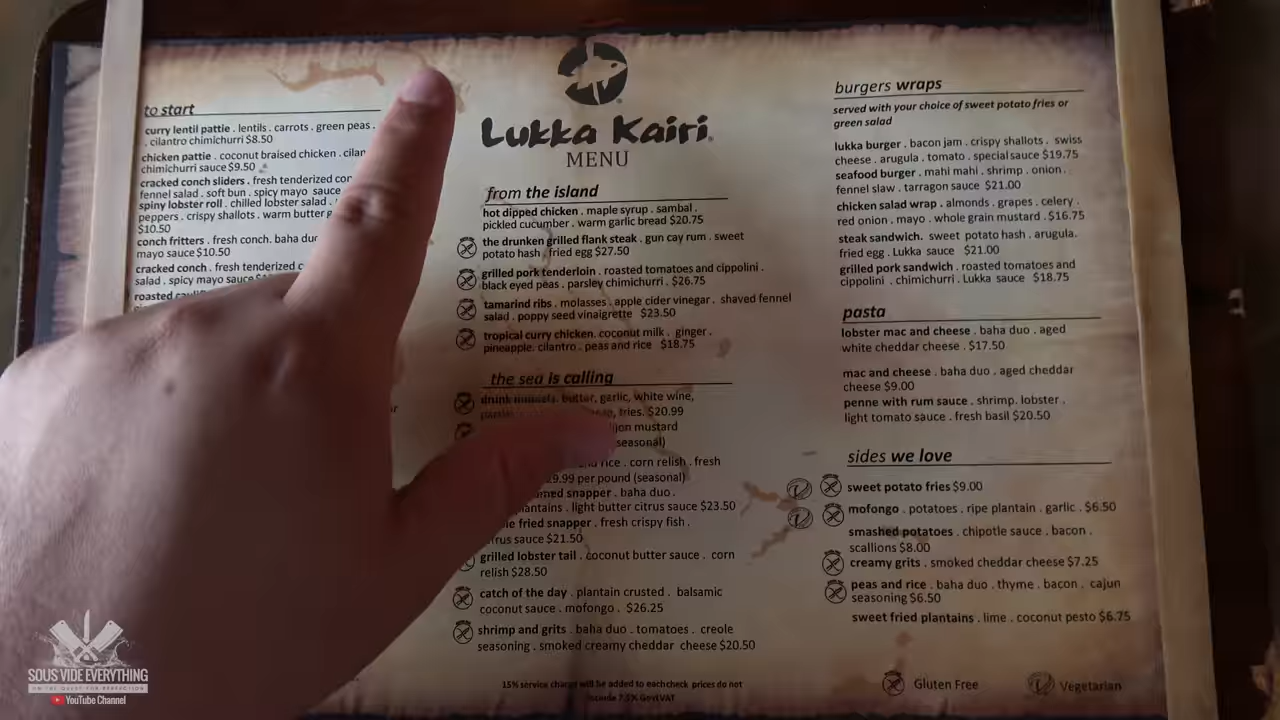 to start
curry lentil pattie . lentils . carrots . green peas .
. cilantro chimichurri $8.50
chicken pattie . coconut braised chicken .
chimichurri sauce $9.50
cracked conch sliders . fresh tenderized
fennel salad . soft bun . spicy mayo sauce
spiny lobster roll . chilled lobster salad .
peppers . crispy shallots . warm butter
$10.50
conch fritters . fresh conch. baha
mayo sauce $10.50
cracked conch . fresh tenderized
salad . spicy mayo sauce
roasted
Lukka Kairi
MENU
from the island
hot dipped chicken . maple syrup . sambal .
pickled cucumber . warm garlic bread $20.75
the drunken grilled flank steak . gun cay rum . sweet
potato hash . fried egg $27.50
grilled pork tenderloin . roasted tomatoes and cippolini .
black eyed peas . parsley chimichurri . $26.75
tamarind ribs . molasses . apple cider vinegar . shaved fennel
salad . poppy seed vinaigrette $23.50
tropical curry chicken. coconut milk . ginger .
pineapple. cilantro . peas and rice $18.75
the sea is calling
butter, garlic, white wine,
fries. $20.99
mustard
seasonal)
rice . corn relish . fresh
per pound (seasonal)
snapper . baha duo .
. light butter citrus sauce $23.50
fried snapper . fresh crispy fish .
sauce $21.50
grilled lobster tail . coconut butter sauce . corn
relish $28.50
catch of the day . plantain crusted . balsamic
coconut sauce . mofongo . $26.25
shrimp and grits . baha duo . tomatoes . creole
seasoning . smoked creamy cheddar cheese $20.50
15% service charge will be added to each check prices do not
include 7.5% Govt VAT
burgers wraps
served with your choice of sweet potato fries or
green salad
lukka burger . bacon jam . crispy shallots . swiss
cheese . arugula . tomato . special sauce $19.75
seafood burger . mahi mahi . shrimp . onion .
fennel slaw . tarragon sauce $21.00
chicken salad wrap . almonds . grapes . celery .
red onion . mayo . whole grain mustard . $16.75
steak sandwich. sweet potato hash . arugula.
fried egg . Lukka sauce $21.00
grilled pork sandwich . roasted tomatoes and
cippolini . chimichurri . Lukka sauce $18.75
pasta
lobster mac and cheese . baha duo . aged
white cheddar cheese . $17.50
mac and cheese . baha duo . aged cheddar
cheese $9.00
penne with rum sauce . shrimp. lobster .
light tomato sauce . fresh basil $20.50
sides we love
sweet potato fries $9.00
mofongo . potatoes . ripe plantain . garlic . $6.50
smashed potatoes . chipotle sauce . bacon .
scallions $8.00
creamy grits . smoked cheddar cheese $7.25
peas and rice . baha duo . thyme . bacon . cajun
seasoning $6.50
sweet fried plantains . lime . coconut pesto $6.75
Gluten Free
Vegetarian
SOUS VIDE EVERYTHING
ON THE QUEST FOR PERFECTION
YouTube Channel